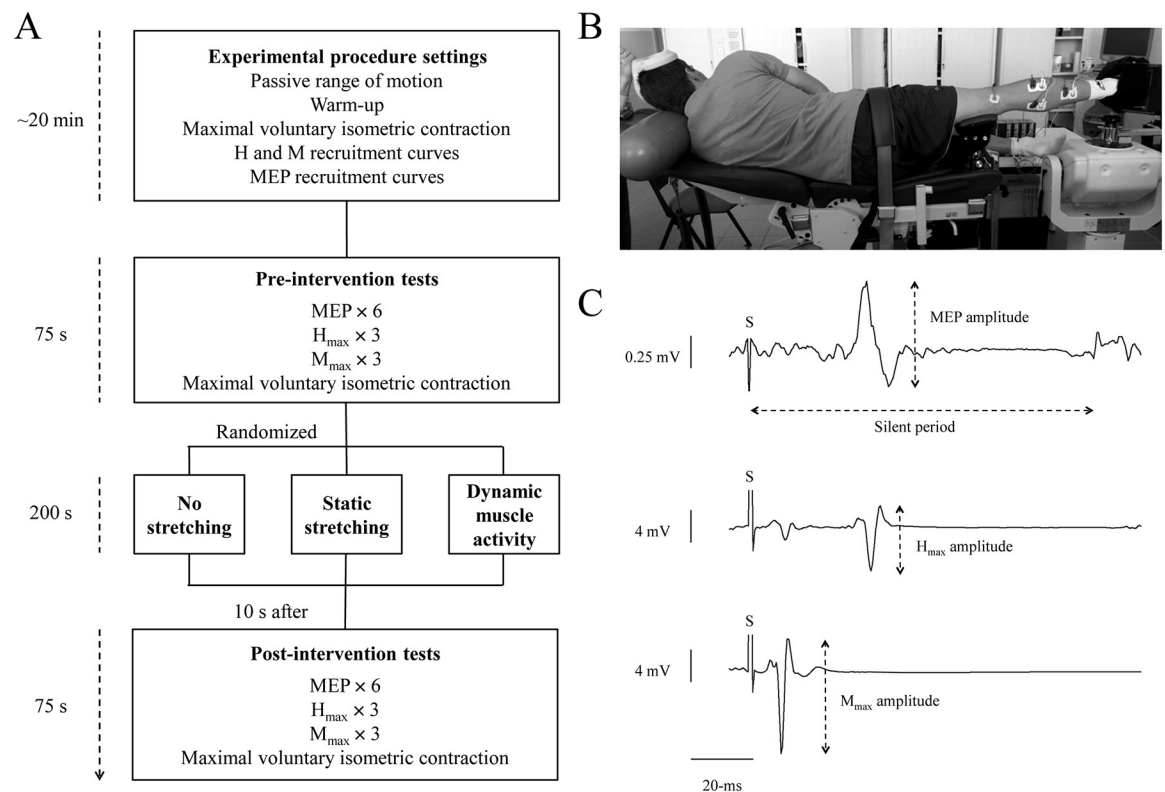 A
~20 min
Experimental procedure settings
Passive range of motion
Warm-up
Maximal voluntary isometric contraction
H and M recruitment curves
MEP recruitment curves
75 s
Pre-intervention tests
MEP × 6
Hmax × 3
Mmax × 3
Maximal voluntary isometric contraction
Randomized
200 s
No
stretching
Static
stretching
Dynamic
muscle
activity
10 s after
75 s
Post-intervention tests
MEP × 6
Hmax × 3
Mmax × 3
Maximal voluntary isometric contraction
B
C
S
MEP amplitude
0.25 mV
Silent period
S
4 mV
Hmax amplitude
S
4 mV
Mmax amplitude
20-ms